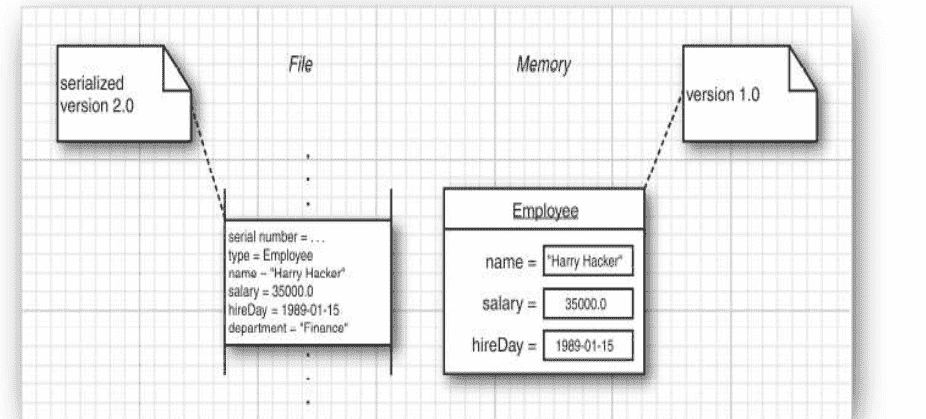 serialized
version 2.0
File
Memory
version 1.0
serial number = . . .
type = Employee
name = "Harry Hacker"
salary = 35000.0
hireDay = 1989-01-15
department = "Finance"
Employee
name = "Harry Hacker"
salary = 35000.0
hireDay = 1989-01-15